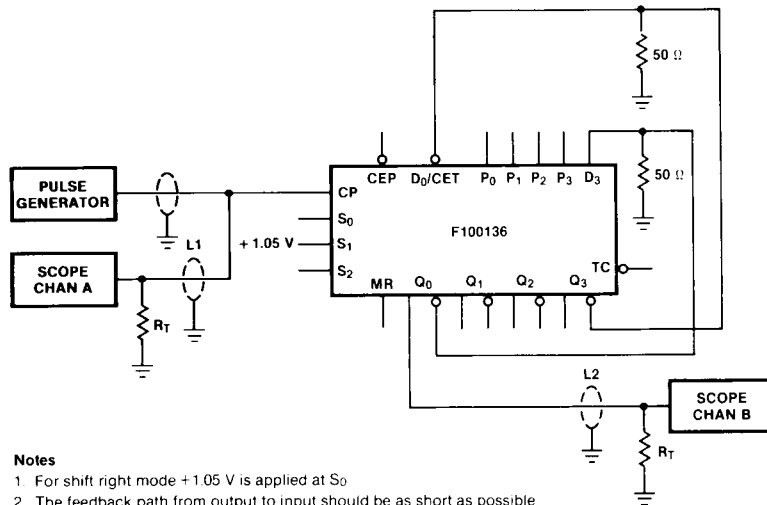 50 Ω
CEP D0/CET P0 P1 P2 P3 D3
50 Ω
PULSE
GENERATOR
CP
S0
+ 1.05 V
S1
F100136
S2
TC
L1
SCOPE
CHAN A
RT
MR Q0 Q1 Q2 Q3
L2
SCOPE
CHAN B
RT
Notes
1. For shift right mode +1.05 V is applied at S0
2. The feedback path from output to input should be as short as possible